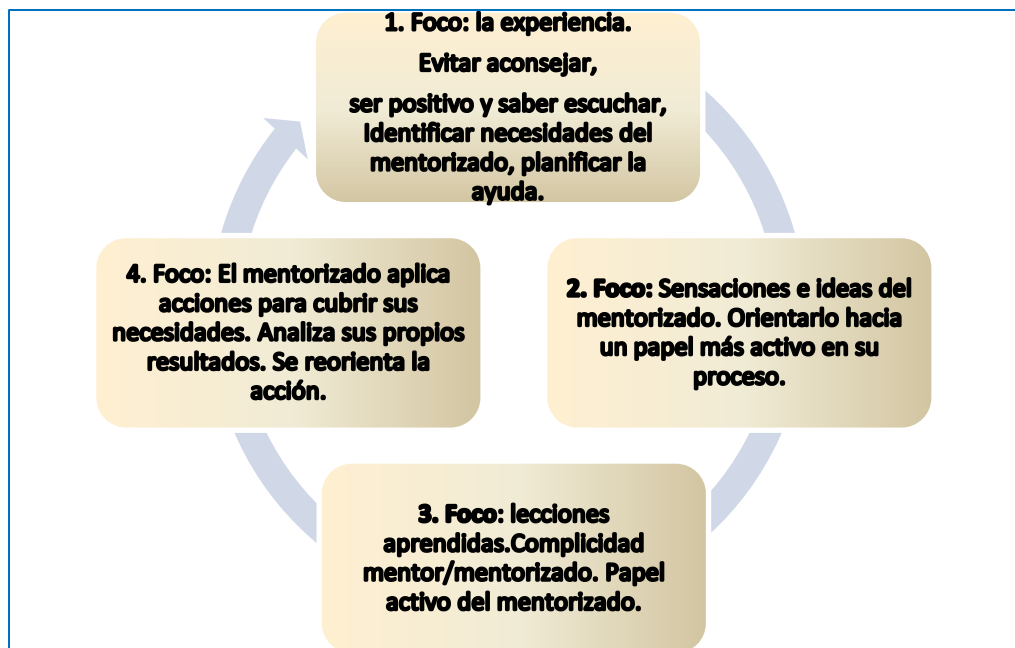 1. Foco: la experiencia.
Evitar aconsejar,
ser positivo y saber escuchar,
Identificar necesidades del
mentorizado, planificar la
ayuda.
2. Foco: Sensaciones e ideas del
mentorizado. Orientarlo hacia
un papel más activo en su
proceso.
3. Foco: lecciones
aprendidas.Complicidad
mentor/mentorizado. Papel
activo del mentorizado.
4. Foco: El mentorizado aplica
acciones para cubrir sus
necesidades. Analiza sus propios
resultados. Se reorienta la
acción.